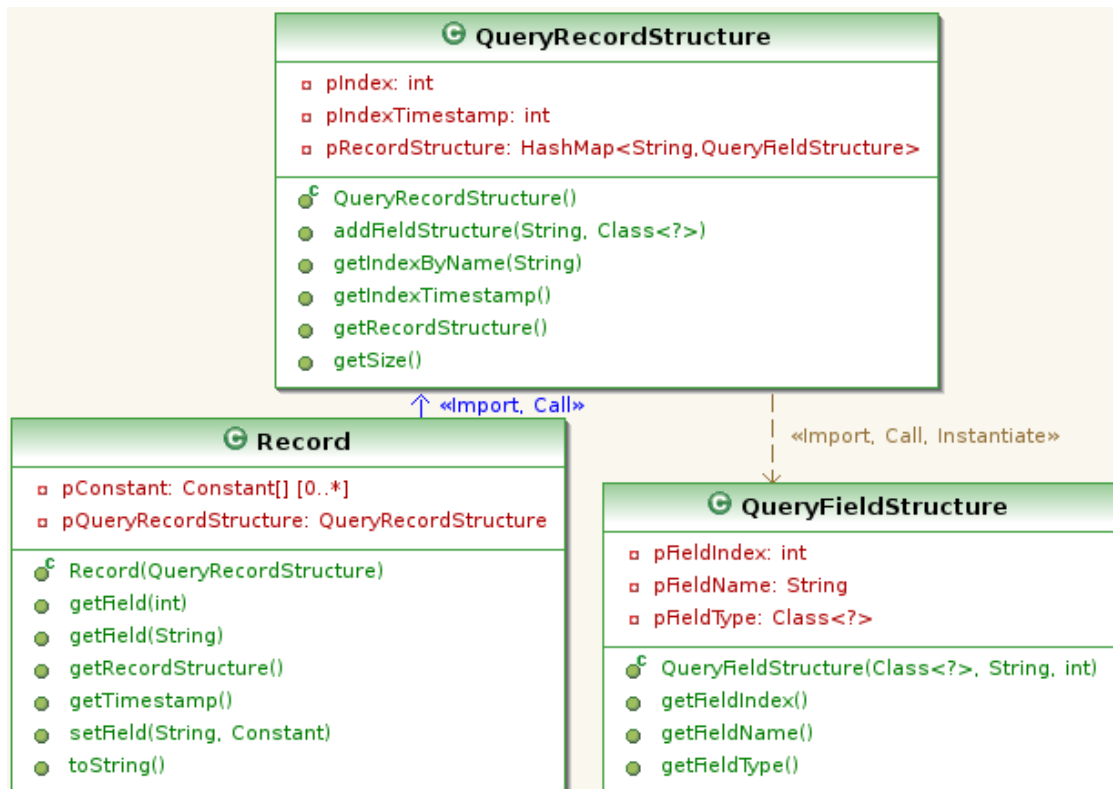 QueryRecordStructure
pIndex: int
pIndexTimestamp: int
pRecordStructure: HashMap<String,QueryFieldStructure>
QueryRecordStructure()
addFieldStructure(String, Class<?>)
getIndexByName(String)
getIndexTimestamp()
getRecordStructure()
getSize()
«Import, Call»
«Import, Call, Instantiate»
Record
pConstant: Constant[] [0..*]
pQueryRecordStructure: QueryRecordStructure
Record(QueryRecordStructure)
getField(int)
getField(String)
getRecordStructure()
getTimestamp()
setField(String, Constant)
toString()
QueryFieldStructure
pFieldIndex: int
pFieldName: String
pFieldType: Class<?>
QueryFieldStructure(Class<?>, String, int)
getFieldIndex()
getFieldName()
getFieldType()